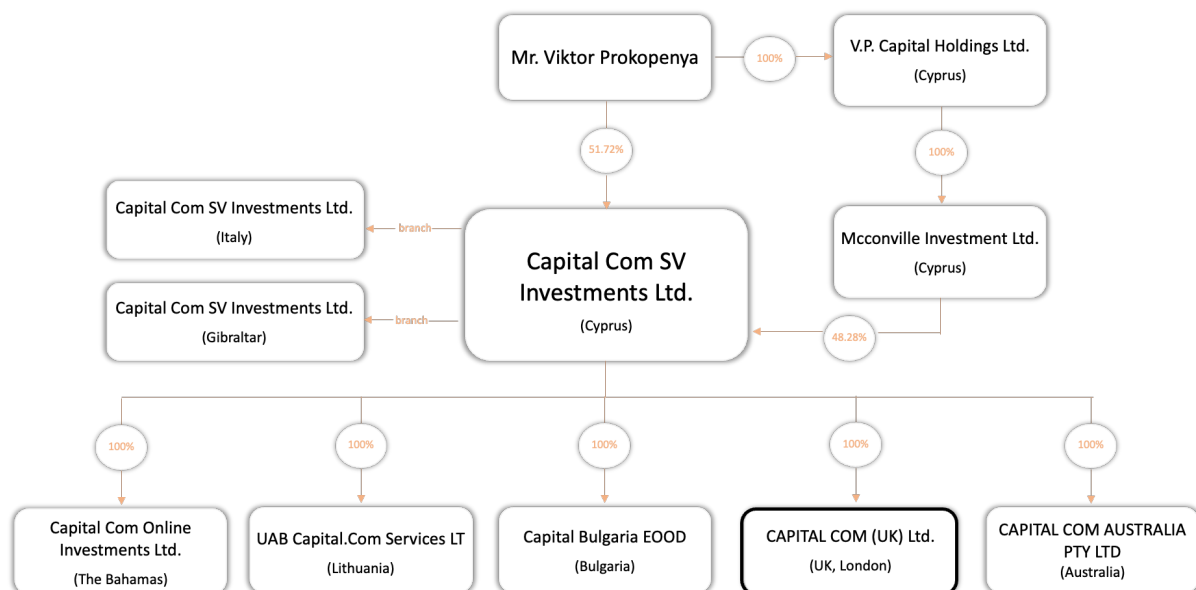 Mr. Viktor Prokopenya
100%
V.P. Capital Holdings Ltd.
(Cyprus)
51.72%
100%
Capital Com SV Investments Ltd.
(Italy)
branch
Capital Com SV
Investments Ltd.
(Cyprus)
Mcconville Investment Ltd.
(Cyprus)
Capital Com SV Investments Ltd.
(Gibraltar)
branch
48.28%
100%
100%
100%
100%
100%
Capital Com Online
Investments Ltd.
(The Bahamas)
UAB Capital.Com Services LT
(Lithuania)
Capital Bulgaria EOOD
(Bulgaria)
CAPITAL COM (UK) Ltd.
(UK, London)
CAPITAL COM AUSTRALIA
PTY LTD
(Australia)